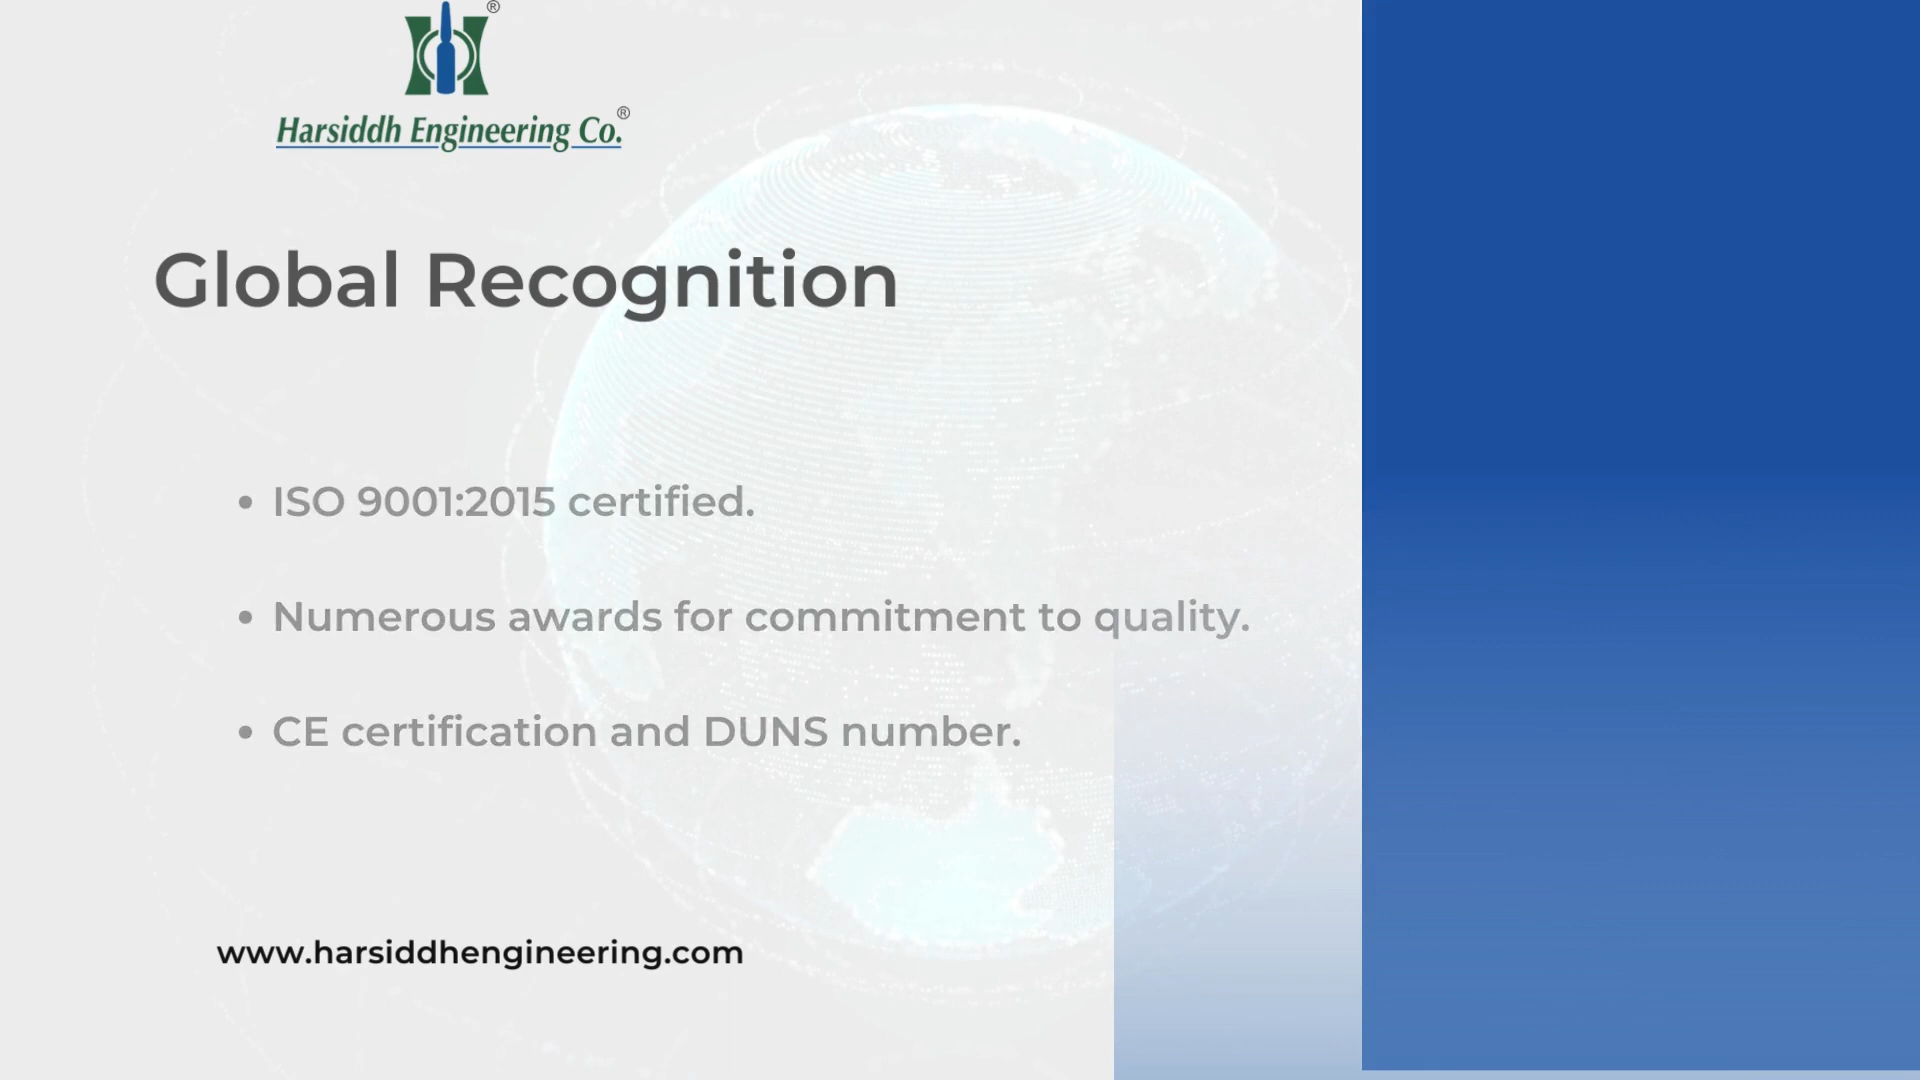 ®
Harsiddh Engineering Co.®
Global Recognition
• ISO 9001:2015 certified.
• Numerous awards for commitment to quality.
• CE certification and DUNS number.
www.harsiddhengineering.com